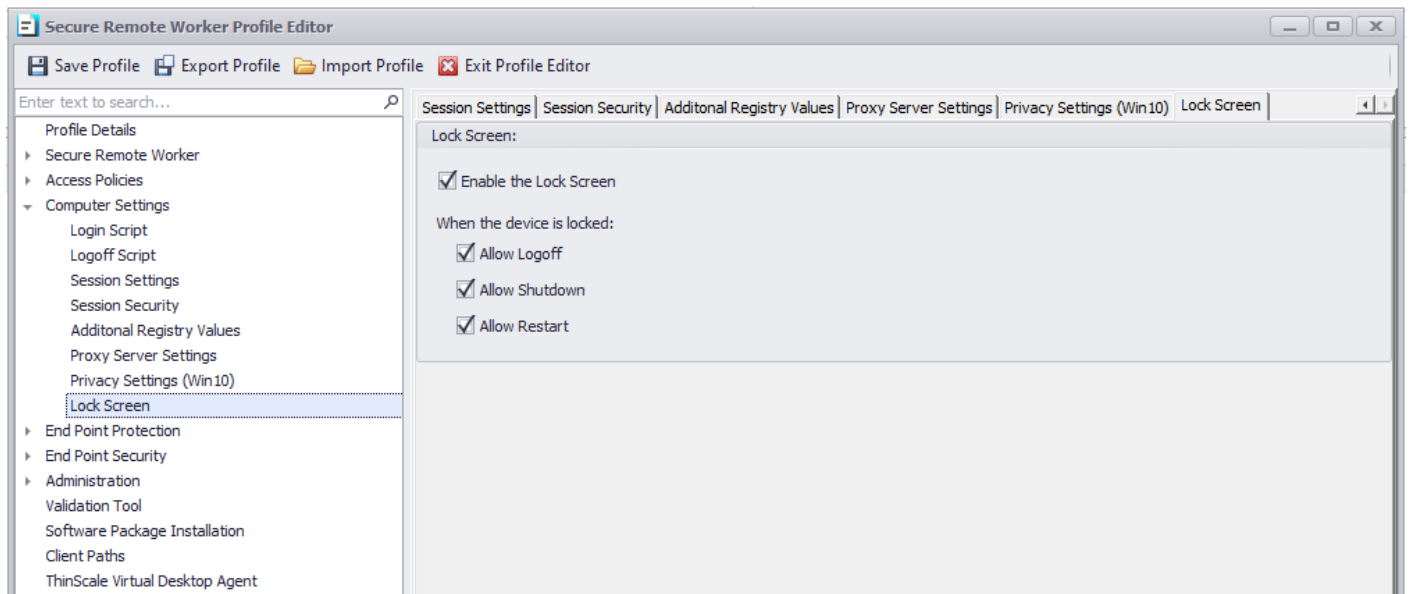 Secure Remote Worker Profile Editor
Save Profile Export Profile Import Profile Exit Profile Editor
Enter text to search...
Profile Details
Secure Remote Worker
Access Policies
Computer Settings
Login Script
Logoff Script
Session Settings
Session Security
Additonal Registry Values
Proxy Server Settings
Privacy Settings (Win10)
Lock Screen
End Point Protection
End Point Security
Administration
Validation Tool
Software Package Installation
Client Paths
ThinScale Virtual Desktop Agent
Session Settings Session Security Additonal Registry Values Proxy Server Settings Privacy Settings (Win10) Lock Screen
Lock Screen:
Enable the Lock Screen
When the device is locked:
Allow Logoff
Allow Shutdown
Allow Restart